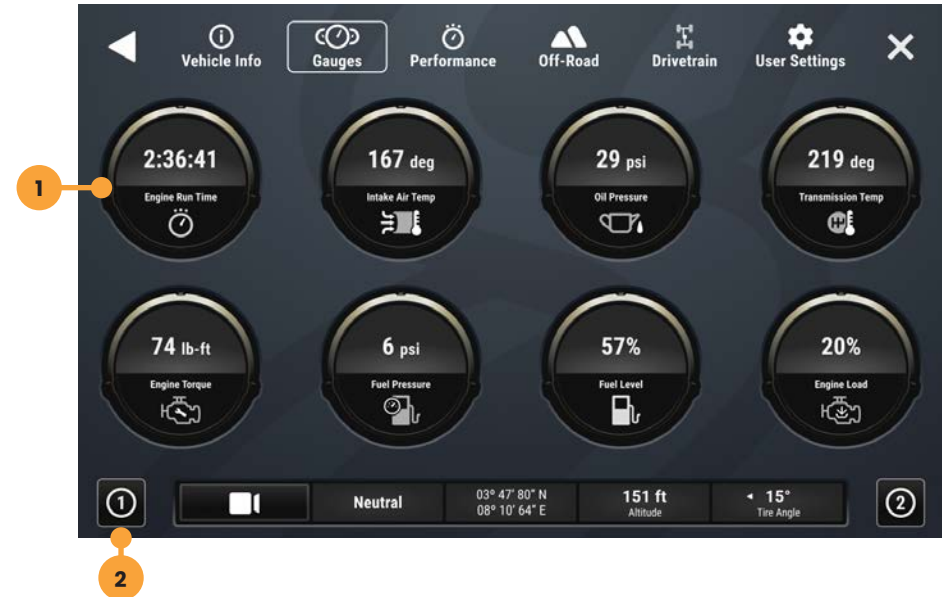 Vehicle Info
Gauges
Performance
Off-Road
Drivetrain
User Settings
2:36:41
Engine Run Time
167 deg
Intake Air Temp
29 psi
Oil Pressure
219 deg
Transmission Temp
1
74 lb-ft
Engine Torque
6 psi
Fuel Pressure
57%
Fuel Level
20%
Engine Load
1
Neutral
03º 47' 80" N
08º 10' 64" E
151 ft
Altitude
15°
Tire Angle
2
2